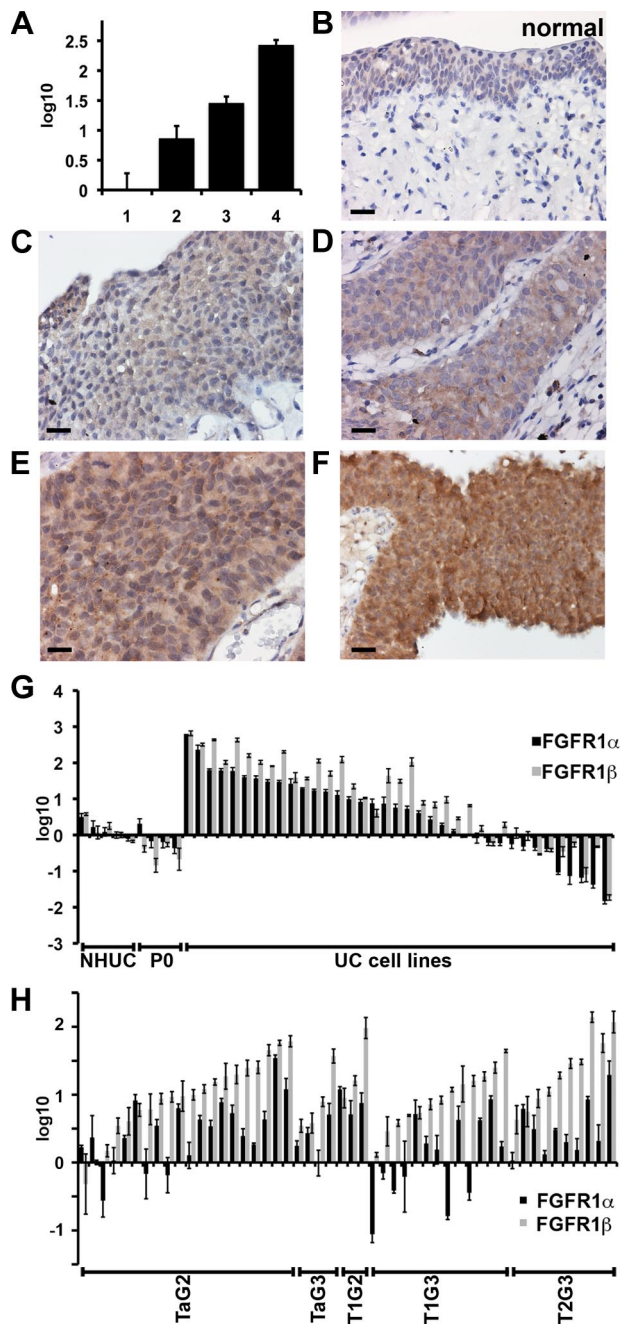 A
log10
2.5
2
1.5
1
0.5
0
1 2 3 4
B
normal
C
D
E
F
G
log10
4
3
2
1
0
-1
-2
-3
FGFR1α
FGFR1β
NHUC P0 UC cell lines
H
log10
2
1
0
-1
FGFR1α
FGFR1β
TaG2 TaG3 T1G2 T1G3 T2G3